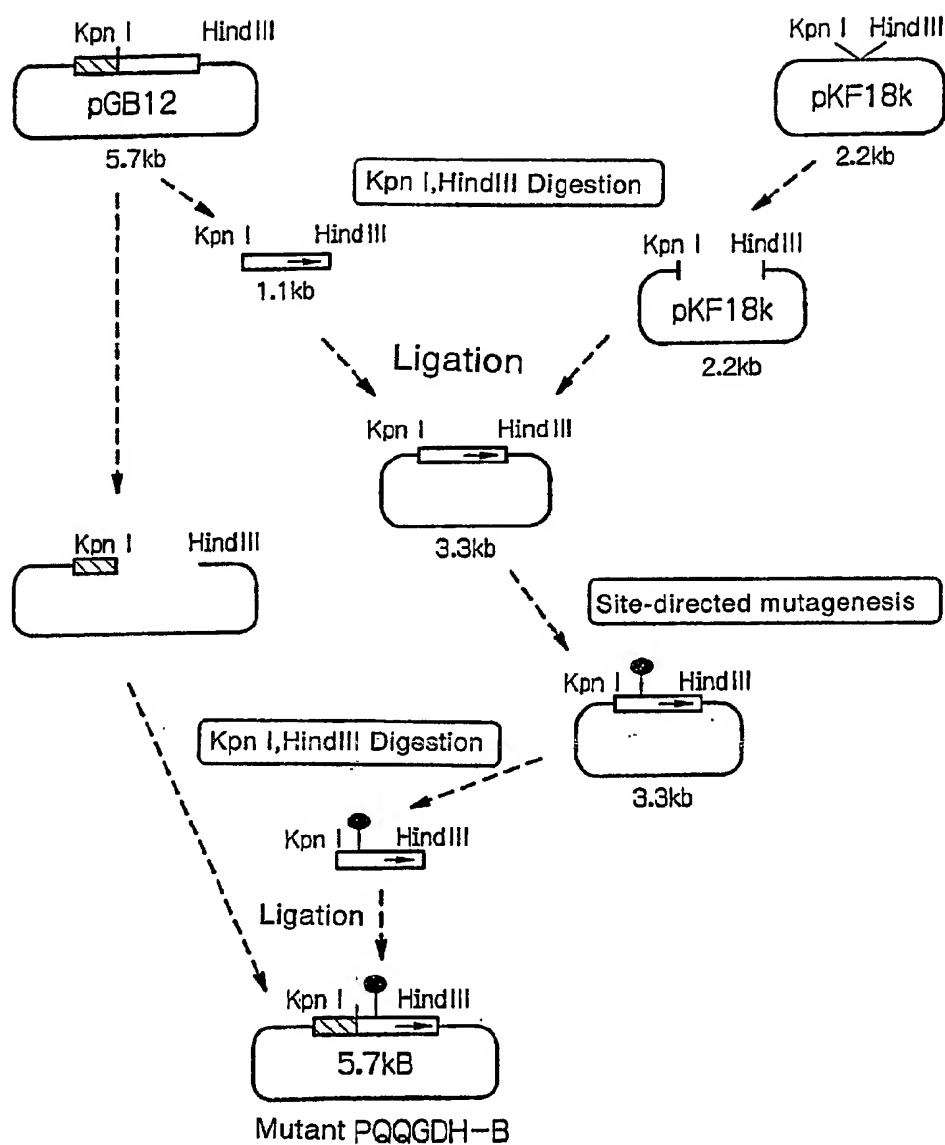 Kpn I HindIII
pGB12
5.7kb
Kpn I HindIII
pKF18k
2.2kb
Kpn I,HindIII Digestion
Kpn I HindIII
1.1kb
Kpn I HindIII
pKF18k
2.2kb
Ligation
Kpn I HindIII
3.3kb
Kpn I HindIII
Site-directed mutagenesis
Kpn I HindIII
3.3kb
Kpn I,HindIII Digestion
Kpn I HindIII
Ligation
Kpn I HindIII
5.7kB
Mutant PQQGDH-B